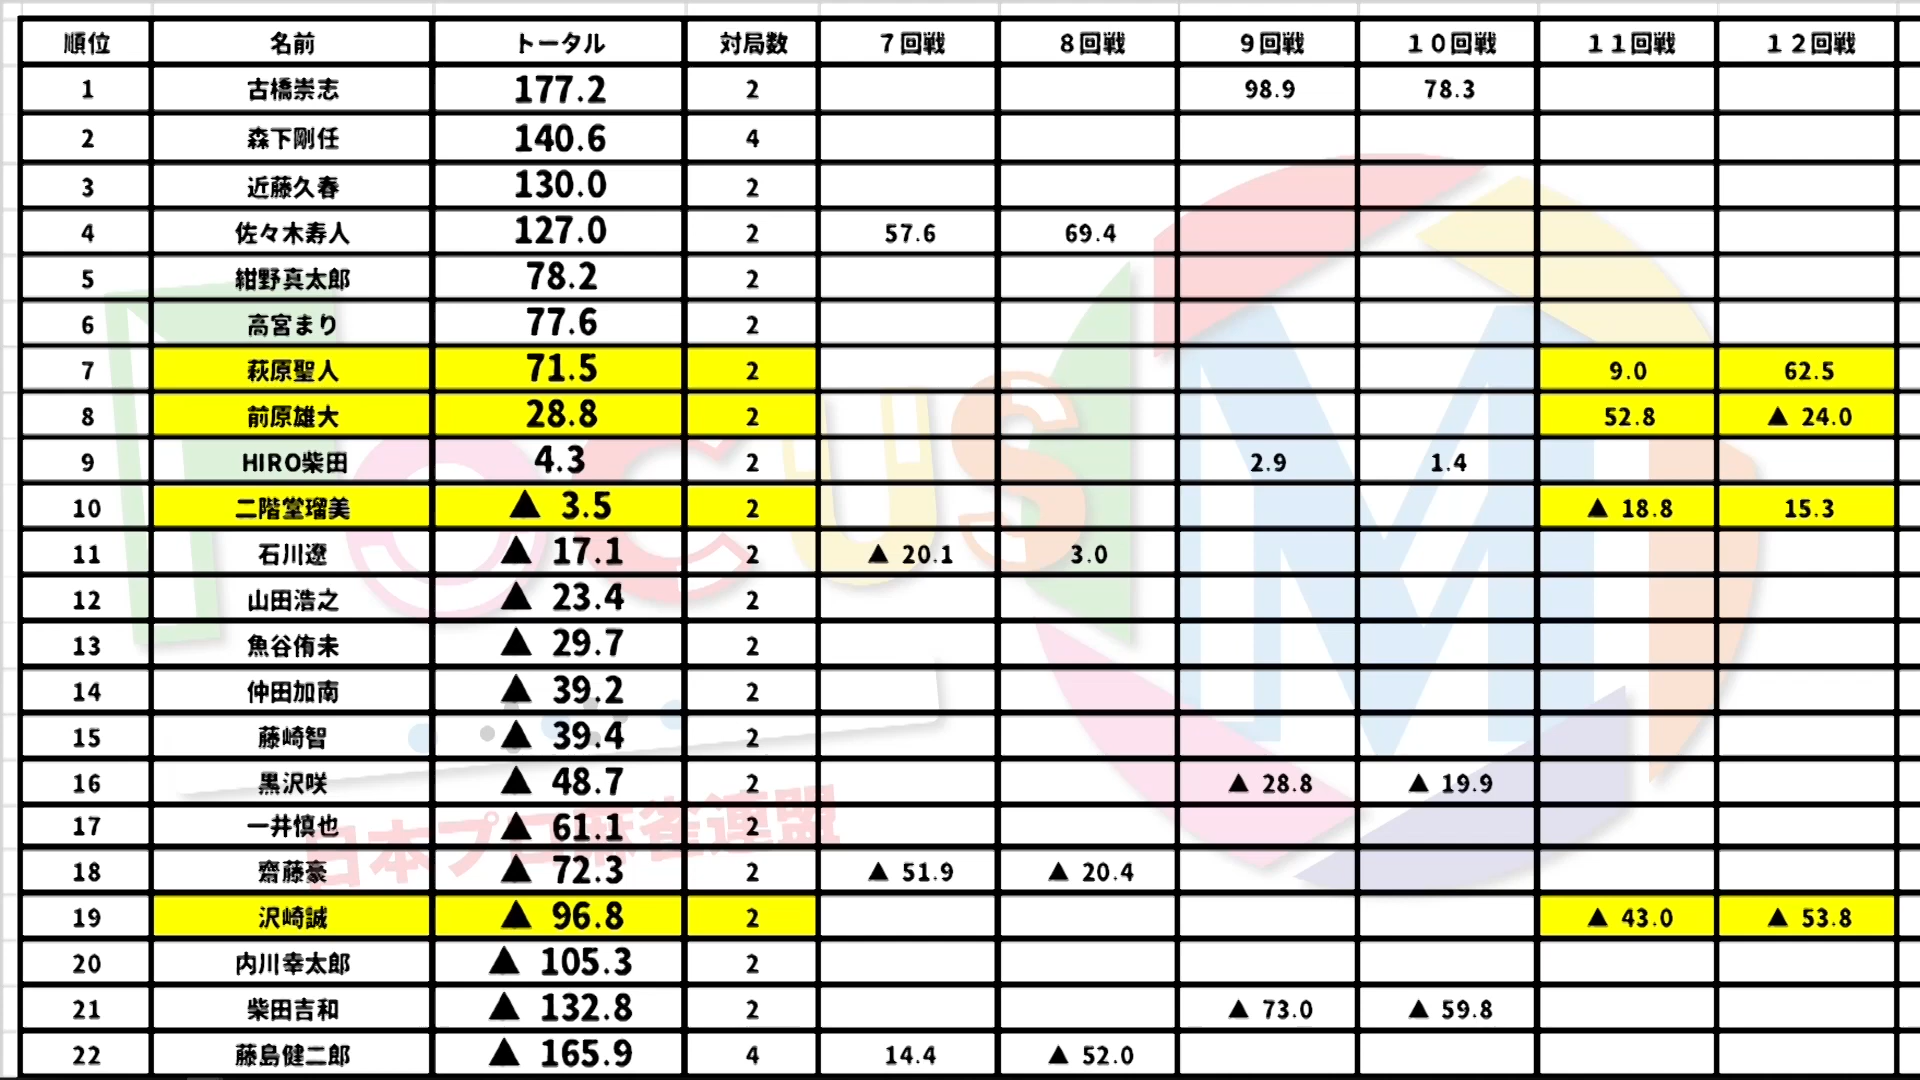 順位 名前 トータル 対局数 7回戦 8回戦 9回戦 10回戦 11回戦 12回戦
1 古橋崇志 177.2 2 98.9 78.3
2 森下剛任 140.6 4
3 近藤久春 130.0 2
4 佐々木寿人 127.0 2 57.6 69.4
5 紺野真太郎 78.2 2
6 高宮まり 77.6 2
7 萩原聖人 71.5 2 9.0 62.5
8 前原雄大 28.8 2 52.8 ▲ 24.0
9 HIRO柴田 4.3 2 2.9 1.4
10 二階堂瑠美 ▲ 3.5 2 ▲ 18.8 15.3
11 石川遼 ▲ 17.1 2 ▲ 20.1 3.0
12 山田浩之 ▲ 23.4 2
13 魚谷侑未 ▲ 29.7 2
14 仲田加南 ▲ 39.2 2
15 藤崎智 ▲ 39.4 2
16 黒沢咲 ▲ 48.7 2 ▲ 28.8 ▲ 19.9
17 一井慎也 ▲ 61.1 2
18 齋藤豪 ▲ 72.3 2 ▲ 51.9 ▲ 20.4
19 沢崎誠 ▲ 96.8 2 ▲ 43.0 ▲ 53.8
20 内川幸太郎 ▲ 105.3 2
21 柴田吉和 ▲ 132.8 2 ▲ 73.0 ▲ 59.8
22 藤島健二郎 ▲ 165.9 4 14.4 ▲ 52.0
Focus M
日本プロ麻雀連盟